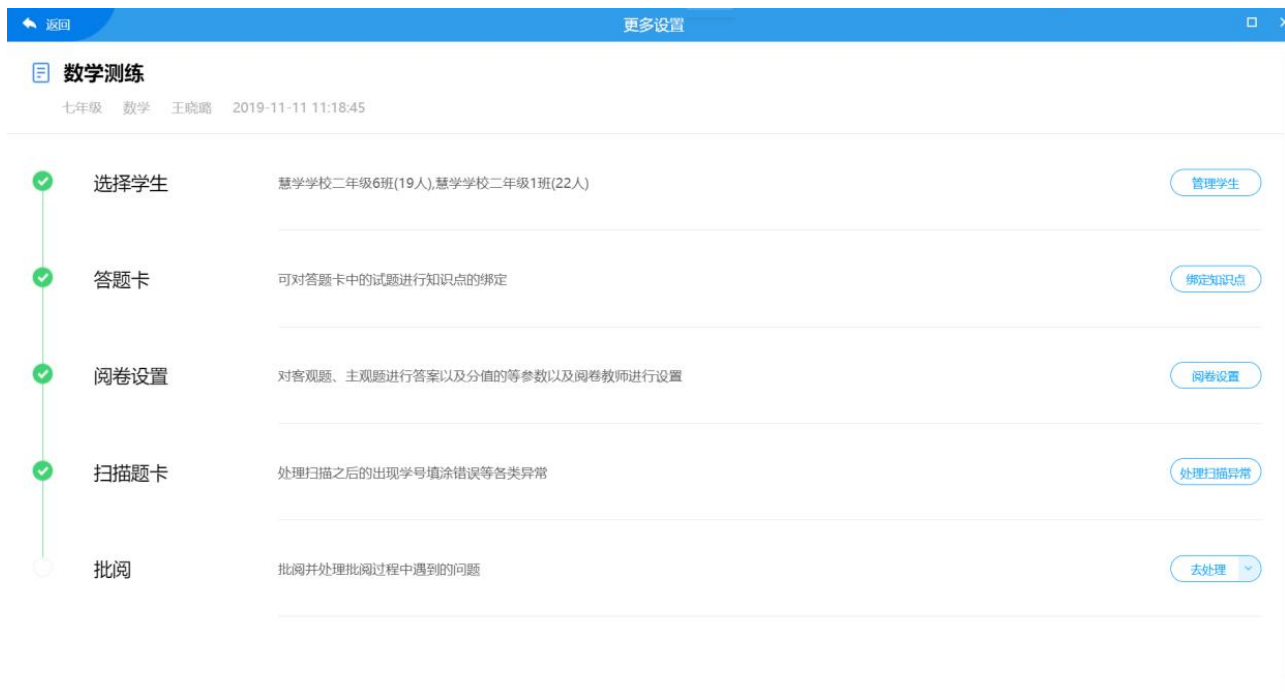 返回
更多设置
数学测练
七年级 数学 王晓璐 2019-11-11 11:18:45
选择学生 慧学学校二年级6班(19人),慧学学校二年级1班(22人) 管理学生
答题卡 可对答题卡中的试题进行知识点的绑定 绑定知识点
阅卷设置 对客观题、主观题进行答案以及分值的等参数以及阅卷教师进行设置 阅卷设置
扫描题卡 处理扫描之后的出现学号填涂错误等各类异常 处理扫描异常
批阅 批阅并处理批阅过程中遇到的问题 去处理